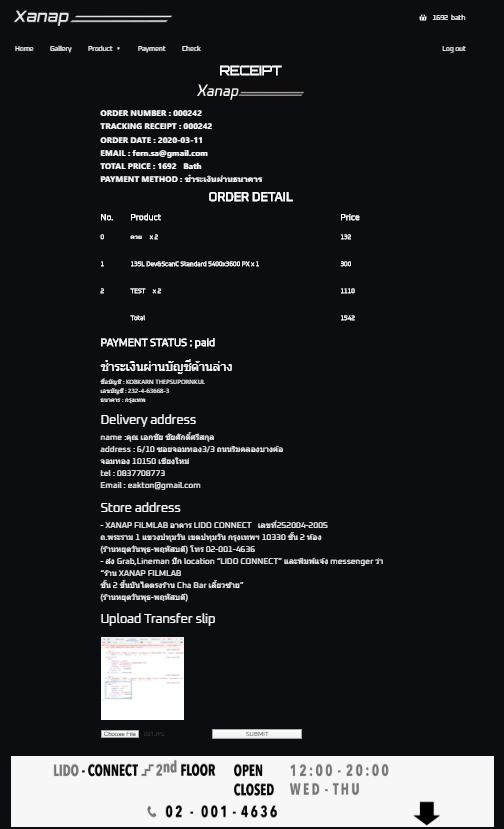 Xanap
1692 bath
Home Gallery Product Payment Check Log out
RECEIPT
Xanap
ORDER NUMBER : 000242
TRACKING RECEIPT : 000242
ORDER DATE : 2020-03-11
EMAIL : fern.sa@gmail.com
TOTAL PRICE : 1692 Bath
PAYMENT METHOD : ชำระเงินผ่านธนาคาร
ORDER DETAIL
No. Product Price
0 ควย x 2 132
1 135L Dev&ScanC Standard 5400x3600 PX x 1 300
2 TEST x 2 1110
Total 1542
PAYMENT STATUS : paid
ชำระเงินผ่านบัญชีด้านล่าง
ชื่อบัญชี : KOBKARN THEPSUPORNKUL
เลขบัญชี : 232-4-63668-3
ธนาคาร : กรุงเทพ
Delivery address
name :คุณ เอกชัย ชัยศักดิ์ศรีสกุล
address : 6/10 ซอยจอมทอง3/3 ถนนริมคลองบางค้อ
จอมทอง 10150 เชียงใหม่
tel : 0837708773
Email : eakton@gmail.com
Store address
- XANAP FILMLAB อาคาร LIDO CONNECT เลขที่252004-2005
ถ.พระราม 1 แขวงปทุมวัน เขตปทุมวัน กรุงเทพฯ 10330 ชั้น 2 ห้อง
(ร้านหยุดวันพุธ-พฤหัสบดี) โทร 02-001-4636
- ส่ง Grab,Lineman ปัก location "LIDO CONNECT" และพิมพ์แจ้ง messenger ว่า
"ร้าน XANAP FILMLAB
ชั้น 2 ขึ้นบันไดตรงร้าน Cha Bar เลี้ยวซ้าย"
(ร้านหยุดวันพุธ-พฤหัสบดี)
Upload Transfer slip
Choose File SUBMIT
LIDO - CONNECT 2nd FLOOR OPEN 12:00 - 20:00
CLOSED WED - THU
02 - 001 - 4636